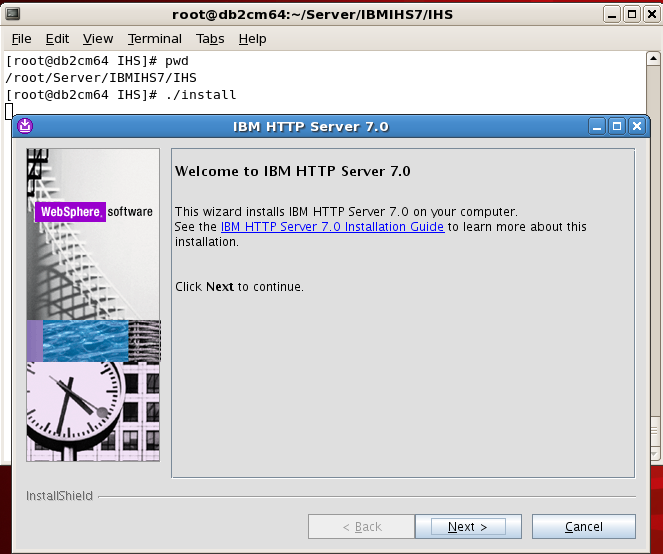 root@db2cm64:~/Server/IBMIHS7/IHS
File Edit View Terminal Tabs Help
[root@db2cm64 IHS]# pwd
/root/Server/IBMIHS7/IHS
[root@db2cm64 IHS]# ./install
IBM HTTP Server 7.0
WebSphere. software
Welcome to IBM HTTP Server 7.0
This wizard installs IBM HTTP Server 7.0 on your computer.
See the IBM HTTP Server 7.0 Installation Guide to learn more about this
installation.
Click Next to continue.
InstallShield
< Back Next > Cancel